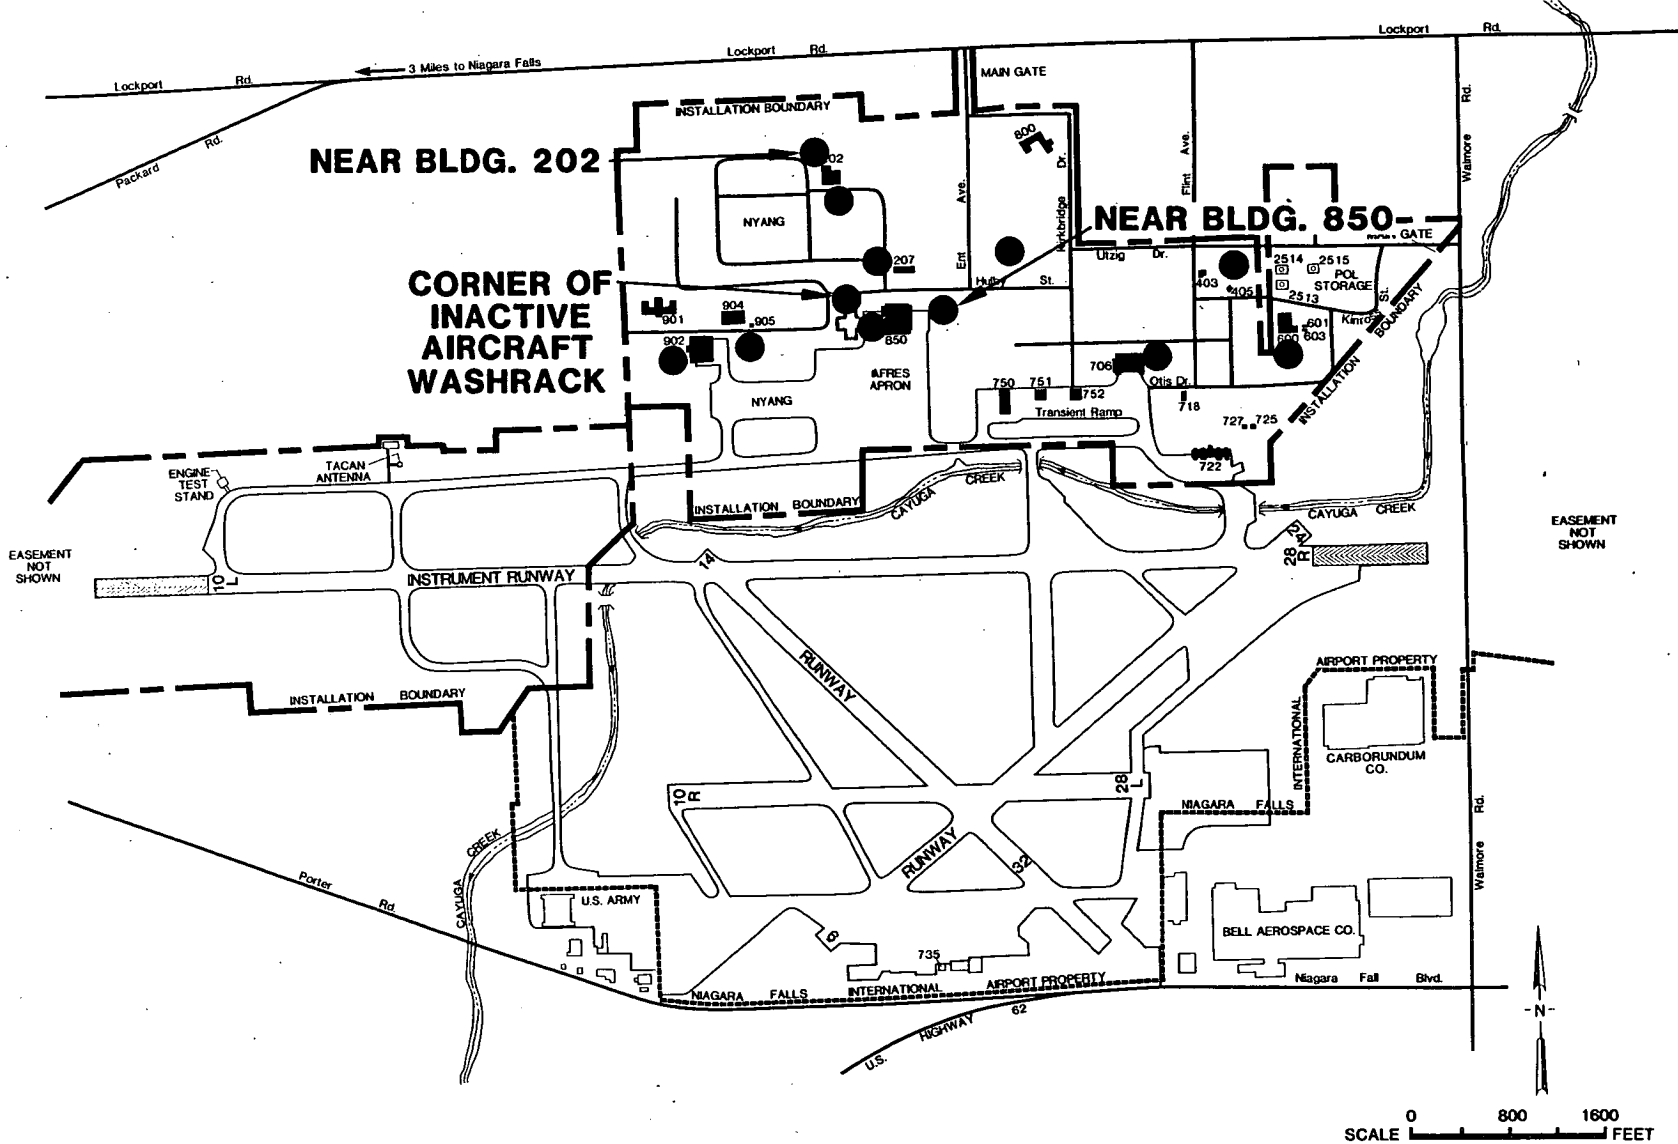 Lockport Rd.
Lockport Rd.
Lockport Rd.
3 Miles to Niagara Falls
Packard Rd.
MAIN GATE
INSTALLATION BOUNDARY
NEAR BLDG. 202
800
Ent Ave.
Kirkbridge Dr.
Flint Ave.
Walmore Rd.
NYANG
NEAR BLDG. 850
GATE
207
Utzig Dr.
CORNER OF
INACTIVE
AIRCRAFT
WASHRACK
St.
403
405
2514
2515
POL
STORAGE
2513
St.
INSTALLATION BOUNDARY
901
904
905
902
850
601
603
600
AFRES
APRON
NYANG
706
750
751
752
Otis Dr.
718
Transient Ramp
727
725
722
ENGINE
TEST
STAND
TACAN
ANTENNA
INSTALLATION BOUNDARY
CAYUGA CREEK
CAYUGA CREEK
EASEMENT
NOT
SHOWN
EASEMENT
NOT
SHOWN
10
L
INSTRUMENT RUNWAY
14
24
28
R
RUNWAY
INSTALLATION BOUNDARY
AIRPORT PROPERTY
INTERNATIONAL
CARBORUNDUM
CO.
NIAGARA FALLS
10
R
28
L
RUNWAY
32
CAYUGA CREEK
Porter Rd.
U.S. ARMY
6
735
BELL AEROSPACE CO.
Walmore Rd.
NIAGARA FALLS INTERNATIONAL AIRPORT PROPERTY
Niagara Fall Blvd.
U.S. HIGHWAY 62
N
0 800 1600
SCALE FEET